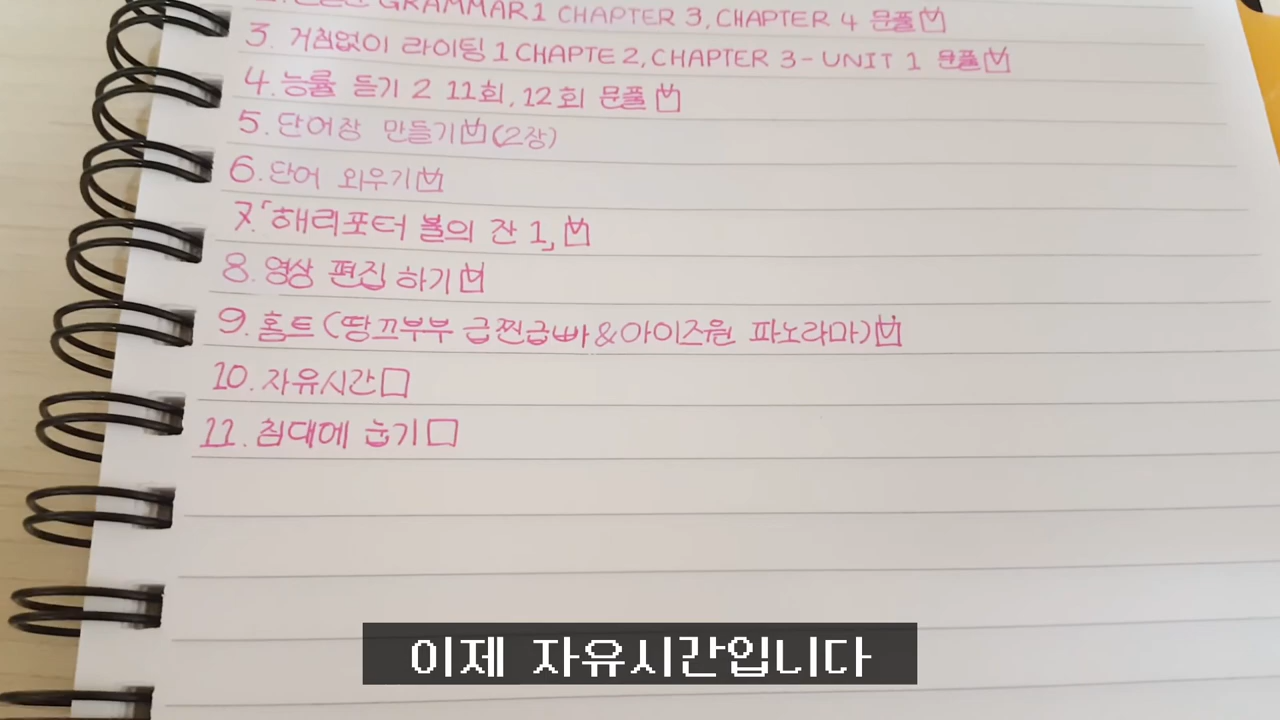 GRAMMAR 1 CHAPTER 3, CHAPTER 4 문풀
3. 거침없이 라이팅 1 CHAPTE 2, CHAPTER 3 - UNIT 1 문풀
4. 능률 듣기 2 11회, 12회 문풀
5. 단어장 만들기 (2장)
6. 단어 외우기
7. 「해리포터 불의 잔 1」
8. 영상 편집 하기
9. 홈트 (땅끄부부 급찐급빠 & 아이즈원 파노라마)
10. 자유시간
11. 침대에 눕기
이제 자유시간입니다